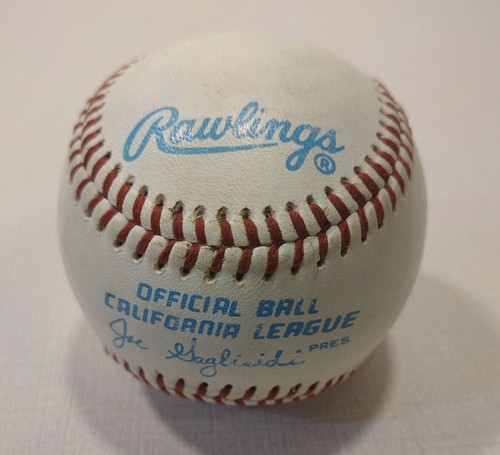 Rawlings®
OFFICIAL BALL
CALIFORNIA LEAGUE
Joe Gagliardi PRES